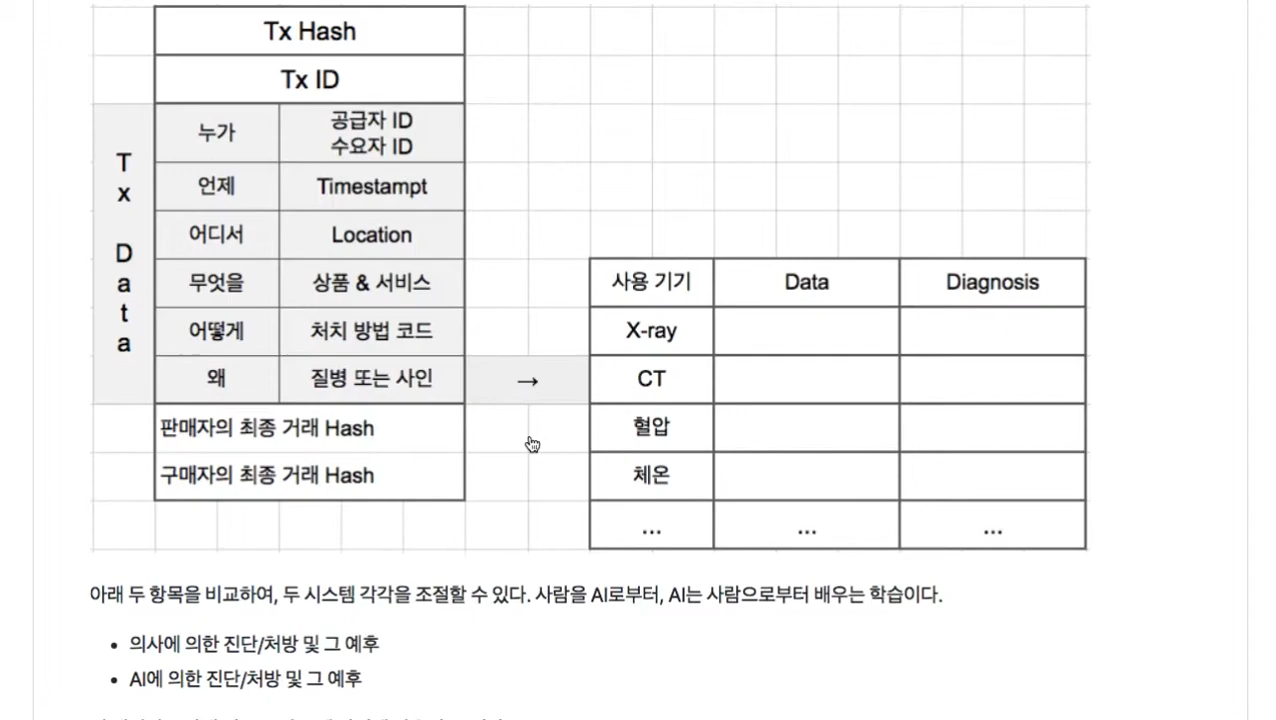 Tx Hash
Tx ID
Tx Data
누가 공급자 ID
수요자 ID
언제 Timestampt
어디서 Location
무엇을 상품 & 서비스
어떻게 처치 방법 코드
왜 질병 또는 사인 →
판매자의 최종 거래 Hash
구매자의 최종 거래 Hash
사용 기기 Data Diagnosis
X-ray
CT
혈압
체온
... ... ...
아래 두 항목을 비교하여, 두 시스템 각각을 조절할 수 있다. 사람을 AI로부터, AI는 사람으로부터 배우는 학습이다.
• 의사에 의한 진단/처방 및 그 예후
• AI에 의한 진단/처방 및 그 예후